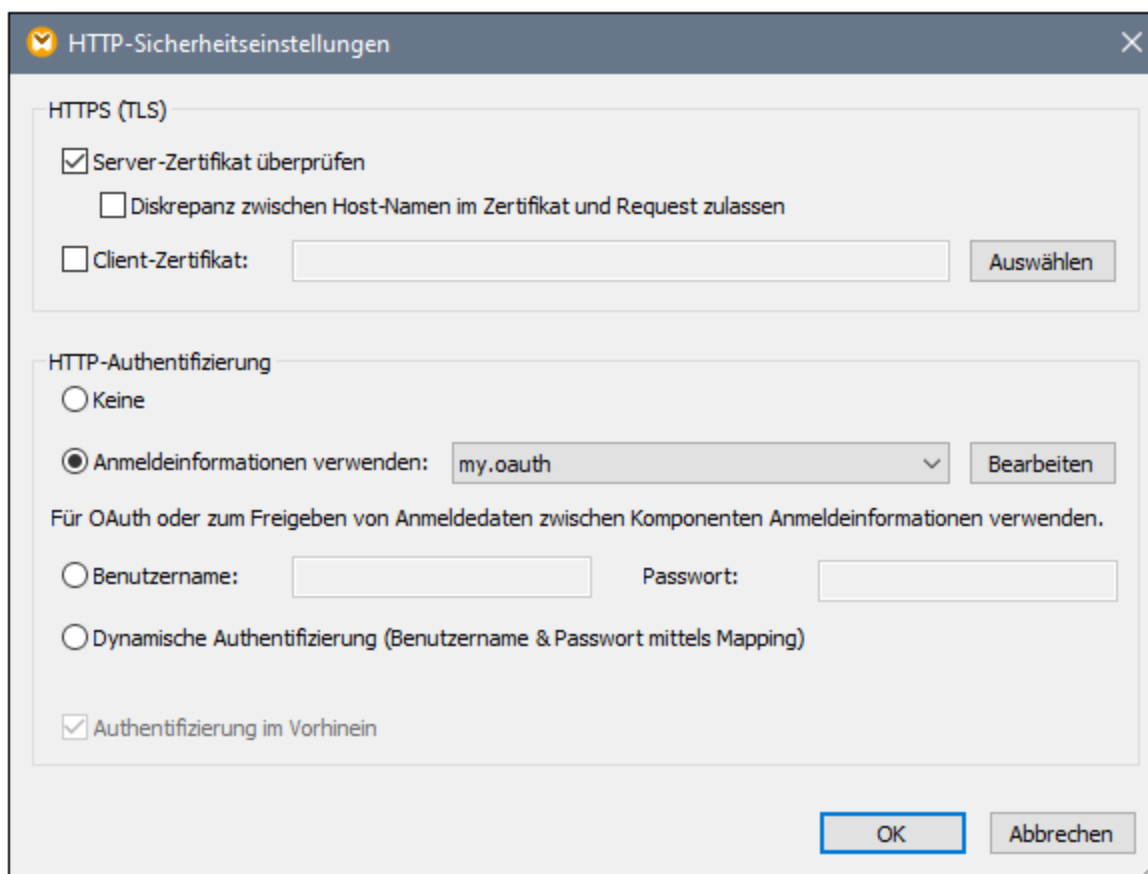 HTTP-Sicherheitseinstellungen
HTTPS (TLS)
Server-Zertifikat überprüfen
Diskrepanz zwischen Host-Namen im Zertifikat und Request zulassen
Client-Zertifikat: Auswählen
HTTP-Authentifizierung
Keine
Anmeldeinformationen verwenden: my.oauth Bearbeiten
Für OAuth oder zum Freigeben von Anmeldedaten zwischen Komponenten Anmeldeinformationen verwenden.
Benutzername: Passwort:
Dynamische Authentifizierung (Benutzername & Passwort mittels Mapping)
Authentifizierung im Vorhinein
OK Abbrechen